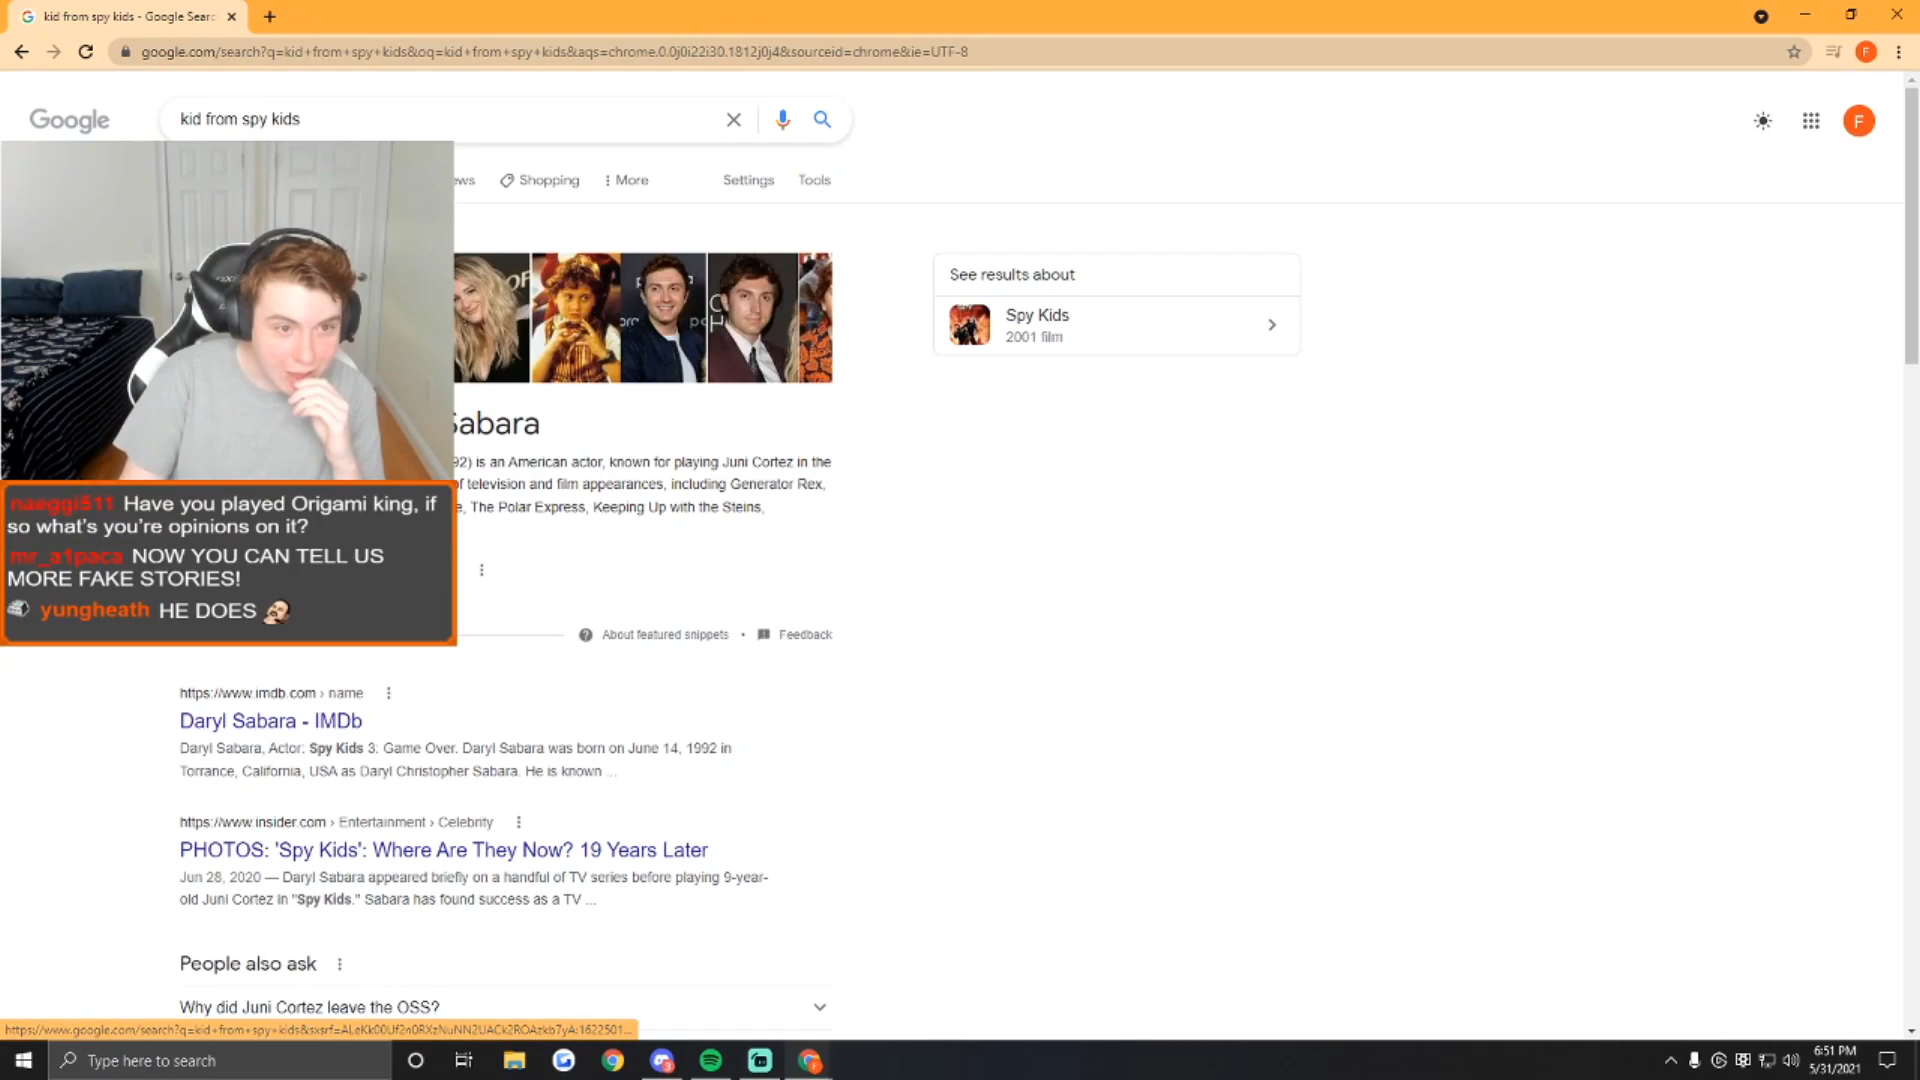 kid from spy kids - Google Searc
google.com/search?q=kid+from+spy+kids&oq=kid+from+spy+kids&aqs=chrome.0.0j0i22i30.1812j0j4&sourceid=chrome&ie=UTF-8
F
Google
kid from spy kids
F
ews
Shopping
More
Settings
Tools
See results about
Spy Kids
2001 film
Sabara
92) is an American actor, known for playing Juni Cortez in the
of television and film appearances, including Generator Rex,
e, The Polar Express, Keeping Up with the Steins,
naeggi511 Have you played Origami king, if
so what's you're opinions on it?
mr_a1paca NOW YOU CAN TELL US
MORE FAKE STORIES!
yungheath HE DOES
About featured snippets • Feedback
https://www.imdb.com › name
Daryl Sabara - IMDb
Daryl Sabara, Actor: Spy Kids 3: Game Over. Daryl Sabara was born on June 14, 1992 in
Torrance, California, USA as Daryl Christopher Sabara. He is known ...
https://www.insider.com › Entertainment › Celebrity
PHOTOS: 'Spy Kids': Where Are They Now? 19 Years Later
Jun 28, 2020 — Daryl Sabara appeared briefly on a handful of TV series before playing 9-year-
old Juni Cortez in "Spy Kids." Sabara has found success as a TV ...
People also ask
Why did Juni Cortez leave the OSS?
Type here to search
6:51 PM
5/31/2021